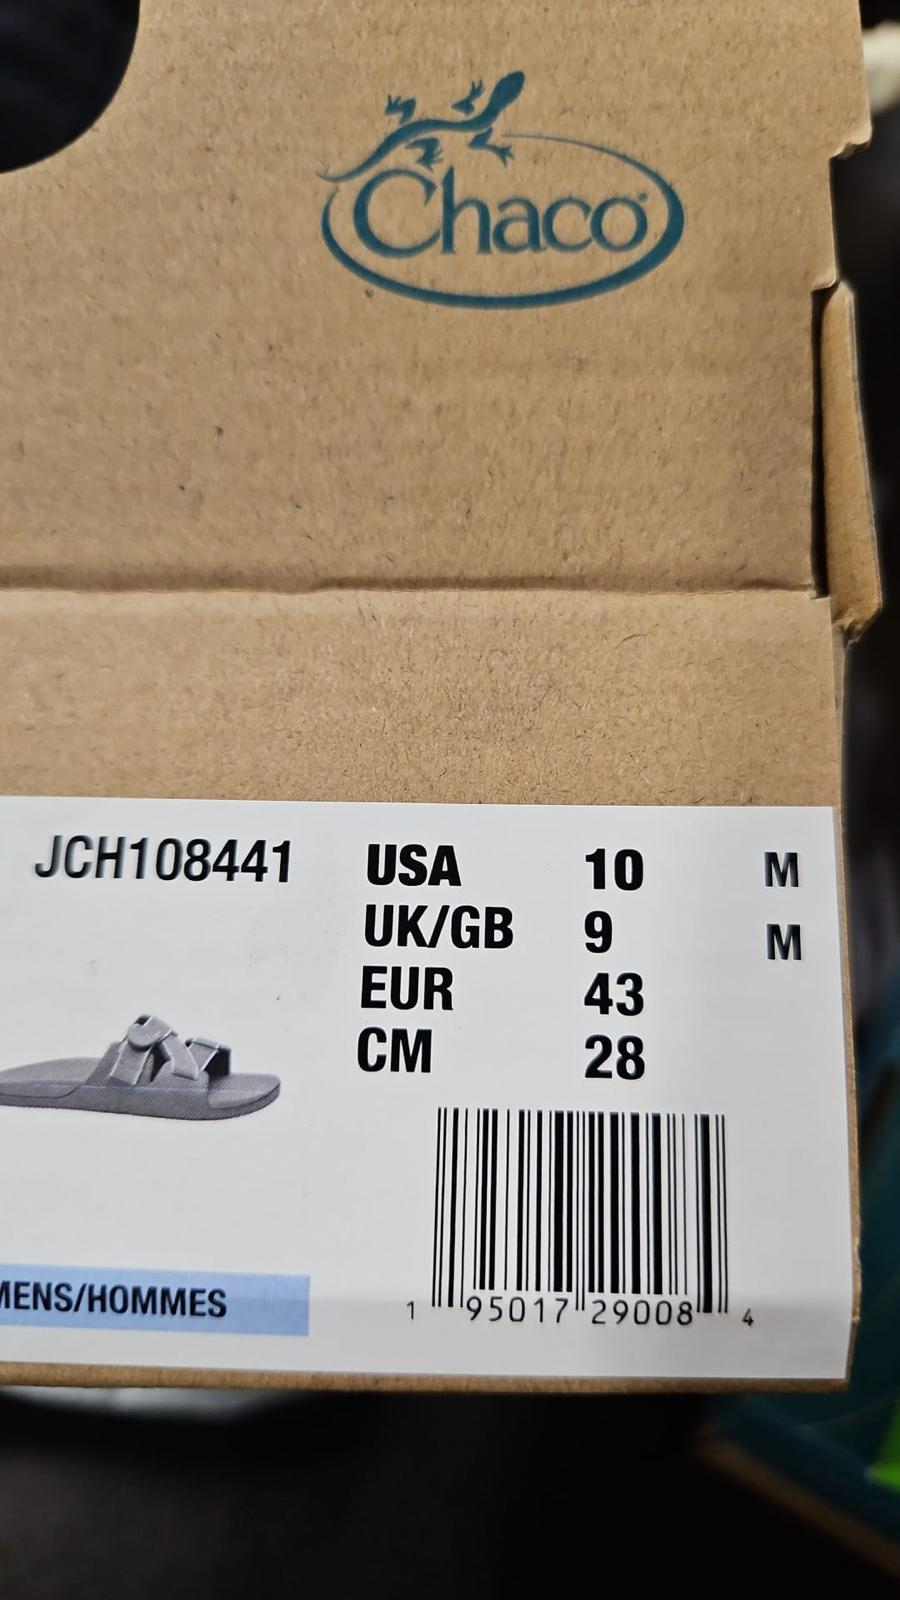 Chaco®
JCH108441
USA 10 M
UK/GB 9 M
EUR 43
CM 28
MENS/HOMMES
1 95017 29008 4